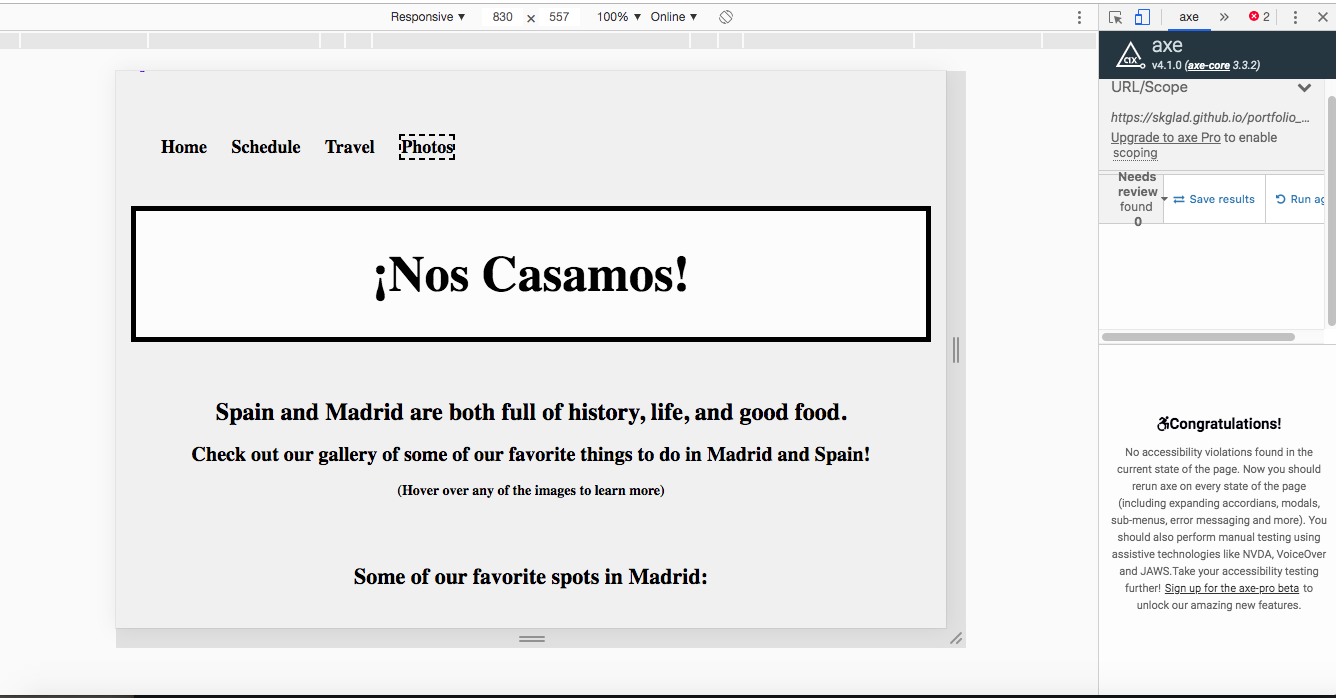 Responsive ▼ 830 × 557 100% ▼ Online ▼
axe » 2
axe
v4.1.0 (axe-core 3.3.2)
URL/Scope
https://skglad.github.io/portfolio_...
Upgrade to axe Pro to enable
scoping
Needs
review
found
0
Save results
Run ag
Home Schedule Travel Photos
¡Nos Casamos!
Spain and Madrid are both full of history, life, and good food.
Check out our gallery of some of our favorite things to do in Madrid and Spain!
(Hover over any of the images to learn more)
Some of our favorite spots in Madrid:
Congratulations!
No accessibility violations found in the
current state of the page. Now you should
rerun axe on every state of the page
(including expanding accordians, modals,
sub-menus, error messaging and more). You
should also perform manual testing using
assistive technologies like NVDA, VoiceOver
and JAWS.Take your accessibility testing
further! Sign up for the axe-pro beta to
unlock our amazing new features.